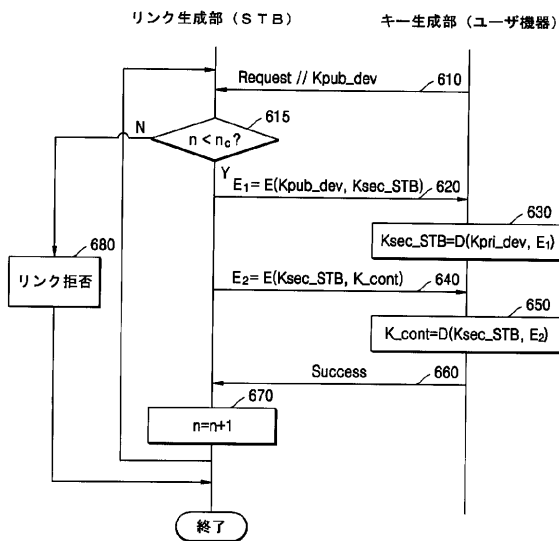 リンク生成部（ＳＴＢ）
キー生成部（ユーザ機器）
Request // Kpub_dev
610
615
N
n < nc ?
Y
E1 = E(Kpub_dev, Ksec_STB)
620
630
Ksec_STB=D(Kpri_dev, E1)
680
リンク拒否
E2 = E(Ksec_STB, K_cont)
640
650
K_cont=D(Ksec_STB, E2)
Success
660
670
n=n+1
終了